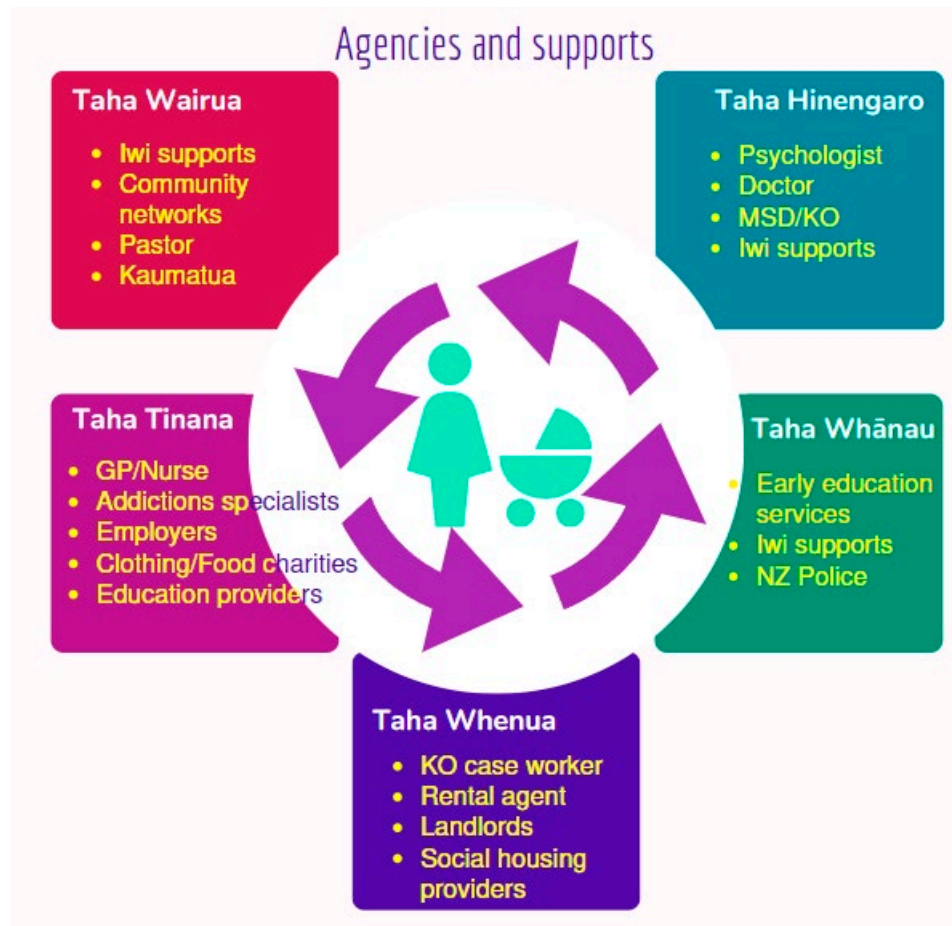 Agencies and supports
Taha Wairua
• Iwi supports
• Community
networks
• Pastor
• Kaumatua
Taha Hinengaro
• Psychologist
• Doctor
• MSD/KO
• Iwi supports
Taha Tinana
• GP/Nurse
• Addictions specialists
• Employers
• Clothing/Food charities
• Education providers
Taha Whānau
• Early education
services
• Iwi supports
• NZ Police
Taha Whenua
• KO case worker
• Rental agent
• Landlords
• Social housing
providers